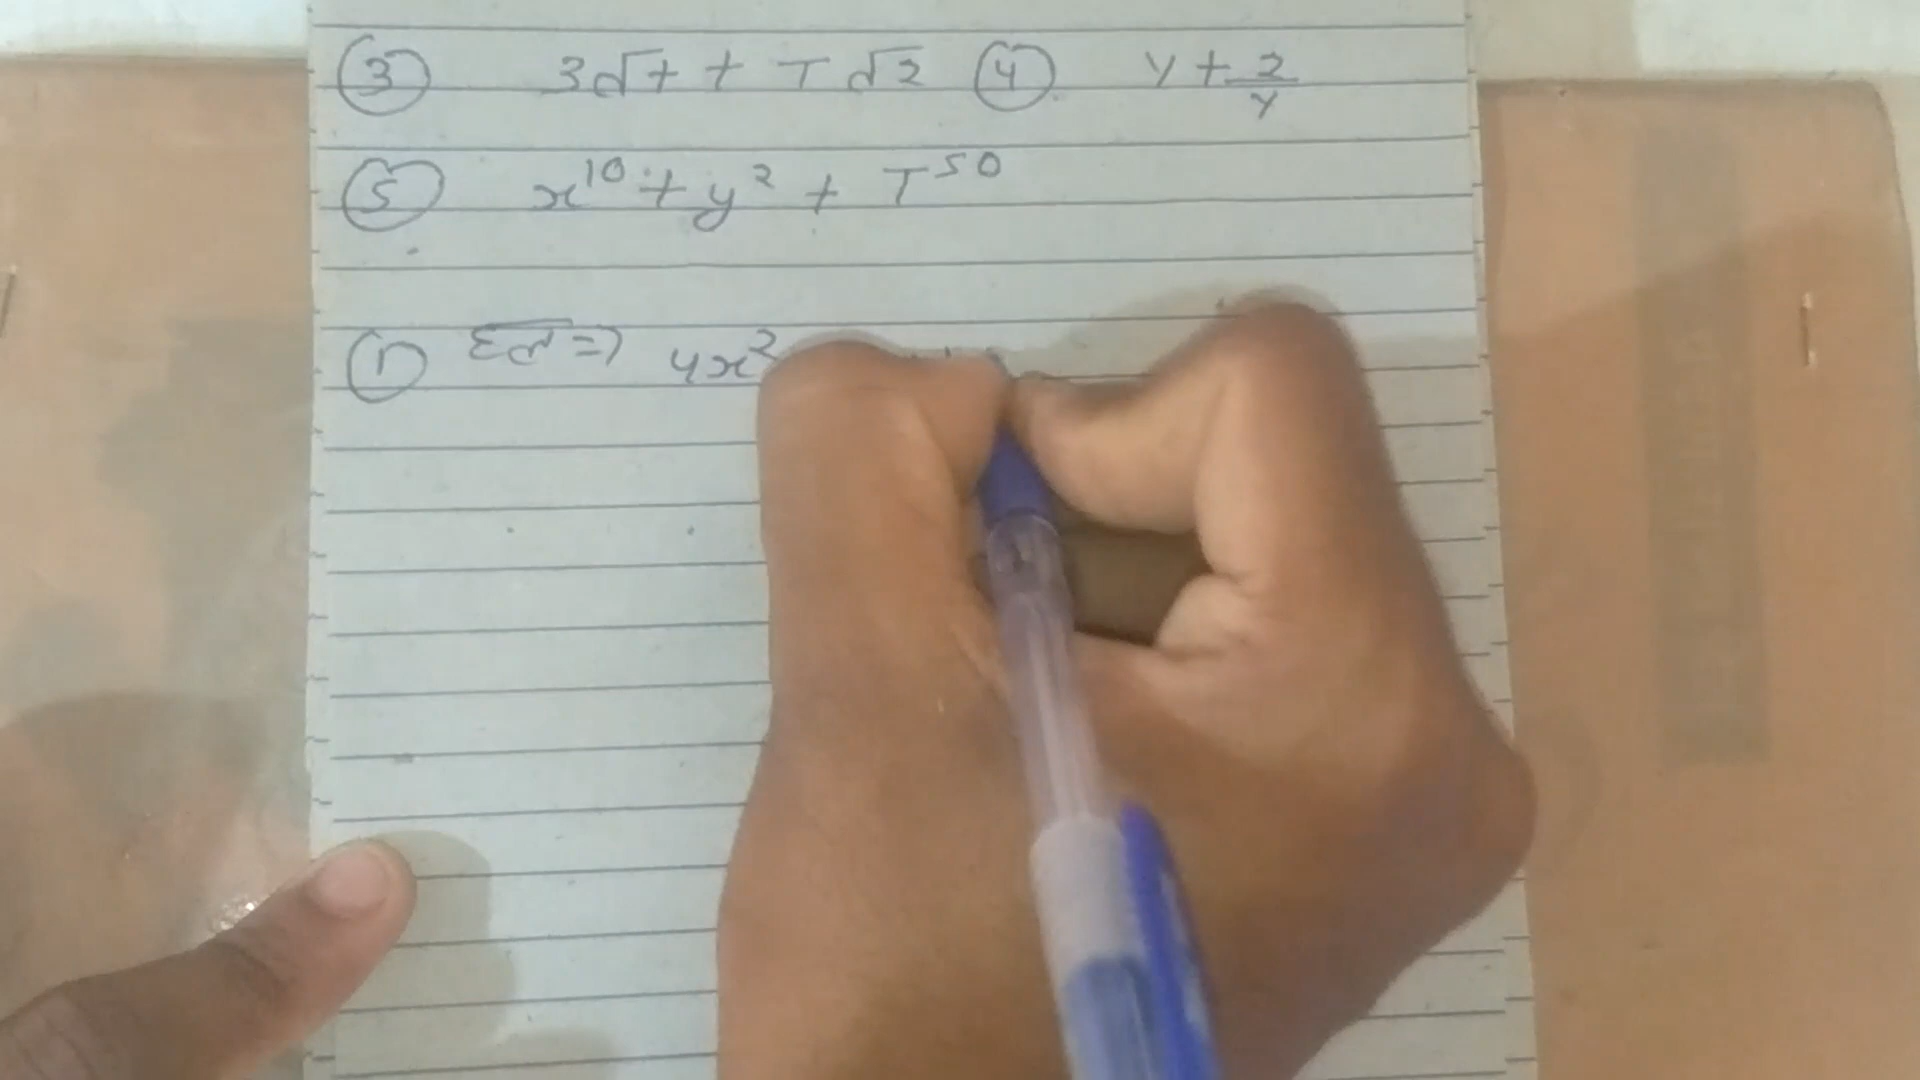 ③ 3√t + T√2 ④ y + 2/y
⑤ x¹⁰ + y² + T⁵⁰
① हल => 4x²